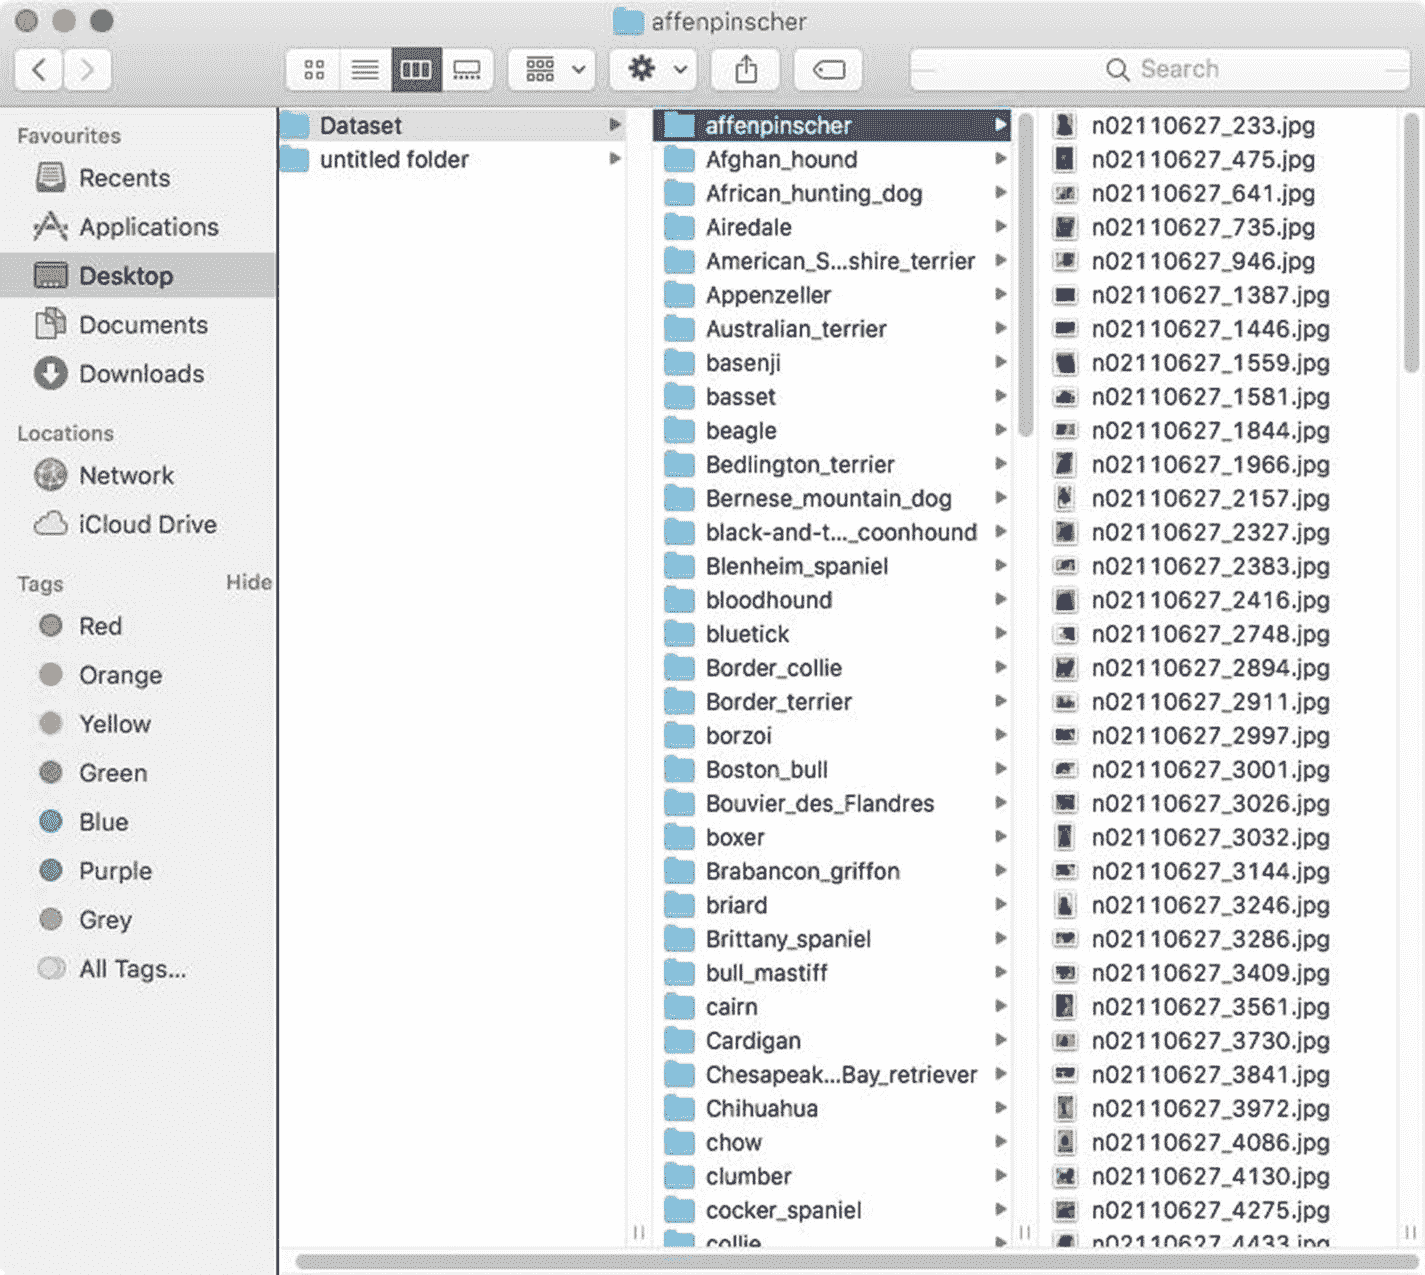 affenpinscher
Search
Favourites
Recents
Applications
Desktop
Documents
Downloads
Locations
Network
iCloud Drive
Tags Hide
Red
Orange
Yellow
Green
Blue
Purple
Grey
All Tags...
Dataset
untitled folder
affenpinscher
Afghan_hound
African_hunting_dog
Airedale
American_S...shire_terrier
Appenzeller
Australian_terrier
basenji
basset
beagle
Bedlington_terrier
Bernese_mountain_dog
black-and-t..._coonhound
Blenheim_spaniel
bloodhound
bluetick
Border_collie
Border_terrier
borzoi
Boston_bull
Bouvier_des_Flandres
boxer
Brabancon_griffon
briard
Brittany_spaniel
bull_mastiff
cairn
Cardigan
Chesapeak...Bay_retriever
Chihuahua
chow
clumber
cocker_spaniel
collie
n02110627_233.jpg
n02110627_475.jpg
n02110627_641.jpg
n02110627_735.jpg
n02110627_946.jpg
n02110627_1387.jpg
n02110627_1446.jpg
n02110627_1559.jpg
n02110627_1581.jpg
n02110627_1844.jpg
n02110627_1966.jpg
n02110627_2157.jpg
n02110627_2327.jpg
n02110627_2383.jpg
n02110627_2416.jpg
n02110627_2748.jpg
n02110627_2894.jpg
n02110627_2911.jpg
n02110627_2997.jpg
n02110627_3001.jpg
n02110627_3026.jpg
n02110627_3032.jpg
n02110627_3144.jpg
n02110627_3246.jpg
n02110627_3286.jpg
n02110627_3409.jpg
n02110627_3561.jpg
n02110627_3730.jpg
n02110627_3841.jpg
n02110627_3972.jpg
n02110627_4086.jpg
n02110627_4130.jpg
n02110627_4275.jpg
n02110627_4433.jpg